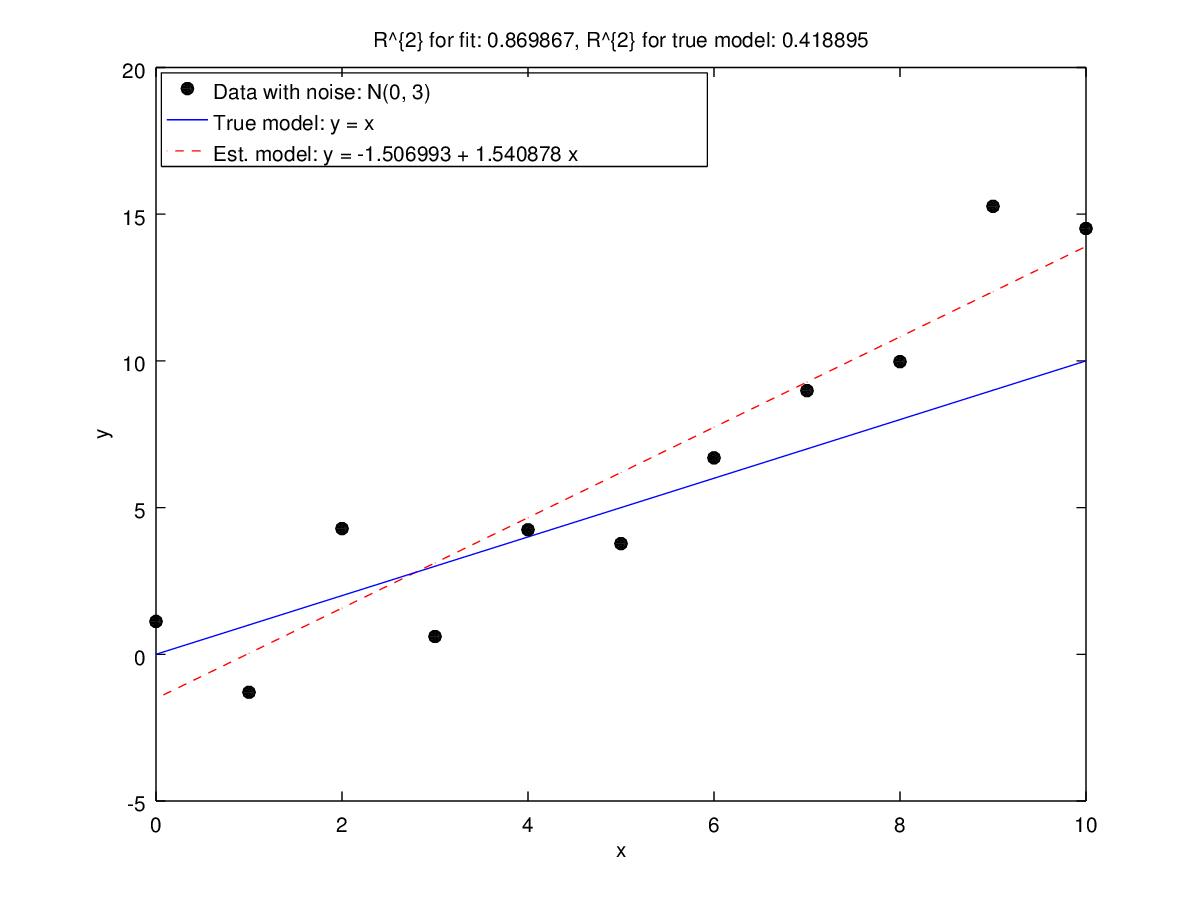 R^{2} for fit: 0.869867, R^{2} for true model: 0.418895
20
Data with noise: N(0, 3)
True model: y = x
Est. model: y = -1.506993 + 1.540878 x
15
10
y
5
0
-5
0 2 4 6 8 10
x